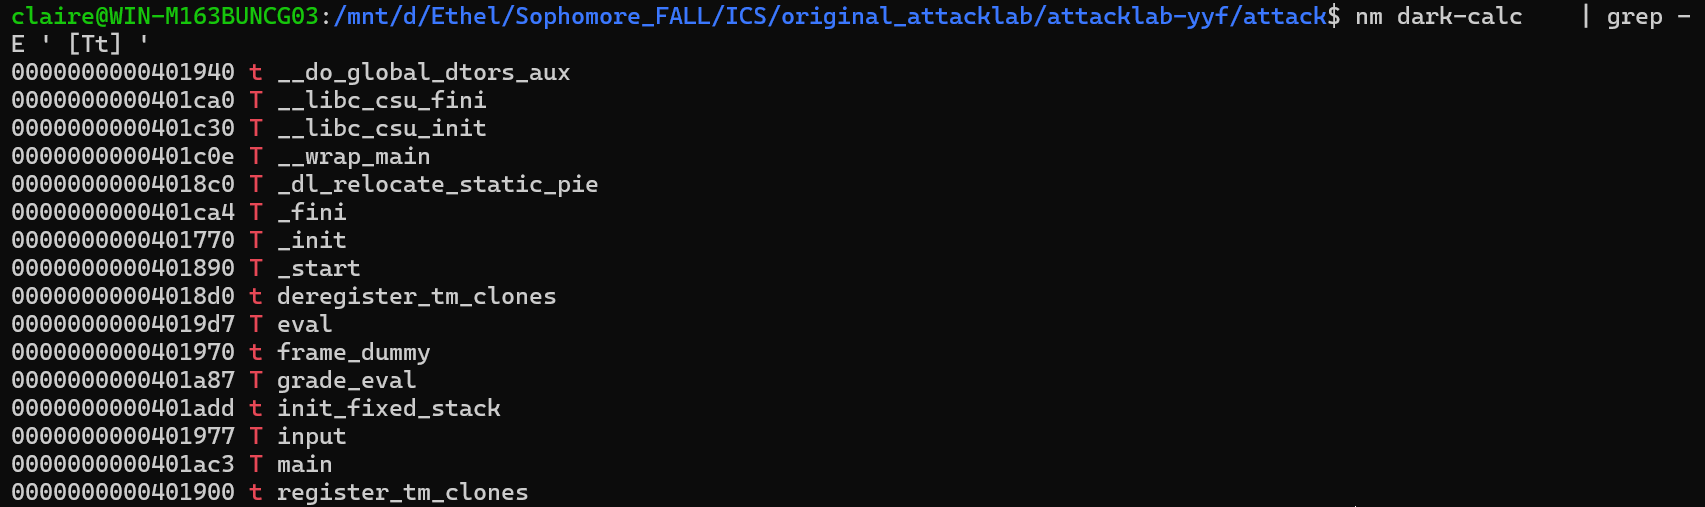 claire@WIN-M163BUNCG03:/mnt/d/Ethel/Sophomore_FALL/ICS/original_attacklab/attacklab-yyf/attack$ nm dark-calc    | grep -
E ' [Tt] '
0000000000401940 t __do_global_dtors_aux
0000000000401ca0 T __libc_csu_fini
0000000000401c30 T __libc_csu_init
0000000000401c0e T __wrap_main
00000000004018c0 T _dl_relocate_static_pie
0000000000401ca4 T _fini
0000000000401770 T _init
0000000000401890 T _start
00000000004018d0 t deregister_tm_clones
00000000004019d7 T eval
0000000000401970 t frame_dummy
0000000000401a87 T grade_eval
0000000000401add t init_fixed_stack
0000000000401977 T input
0000000000401ac3 T main
0000000000401900 t register_tm_clones